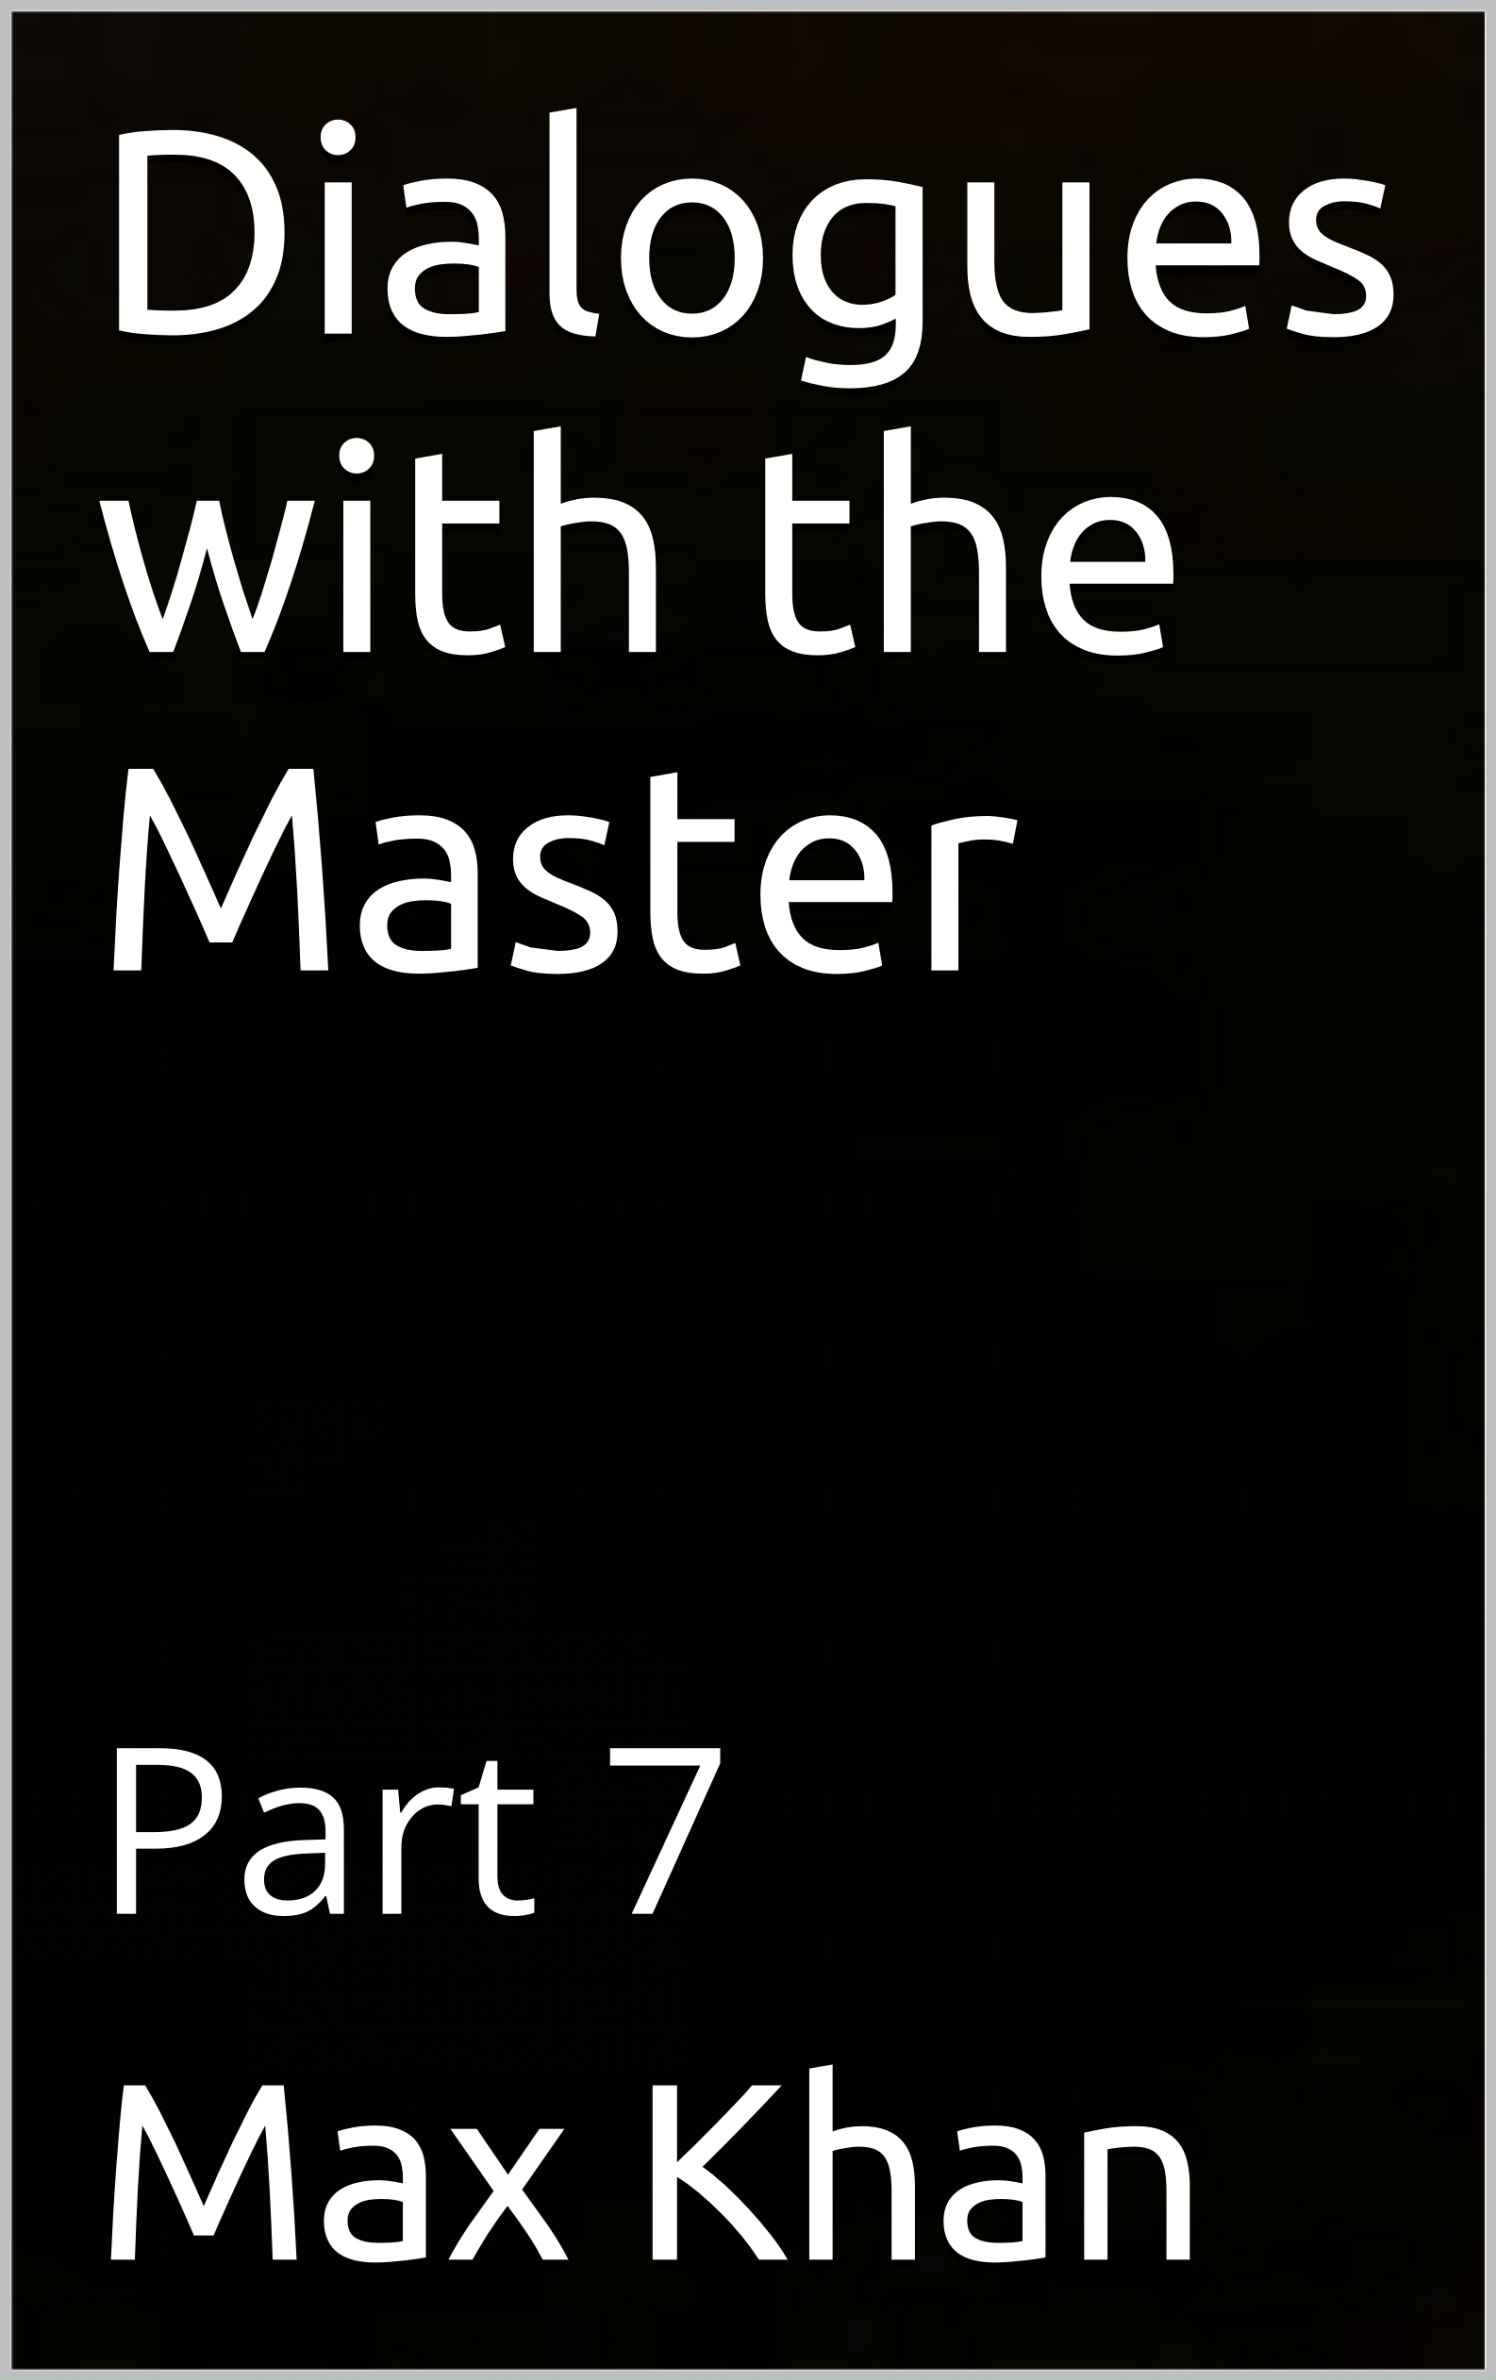 Dialogues
with the
Master
Part 7
Max Khan